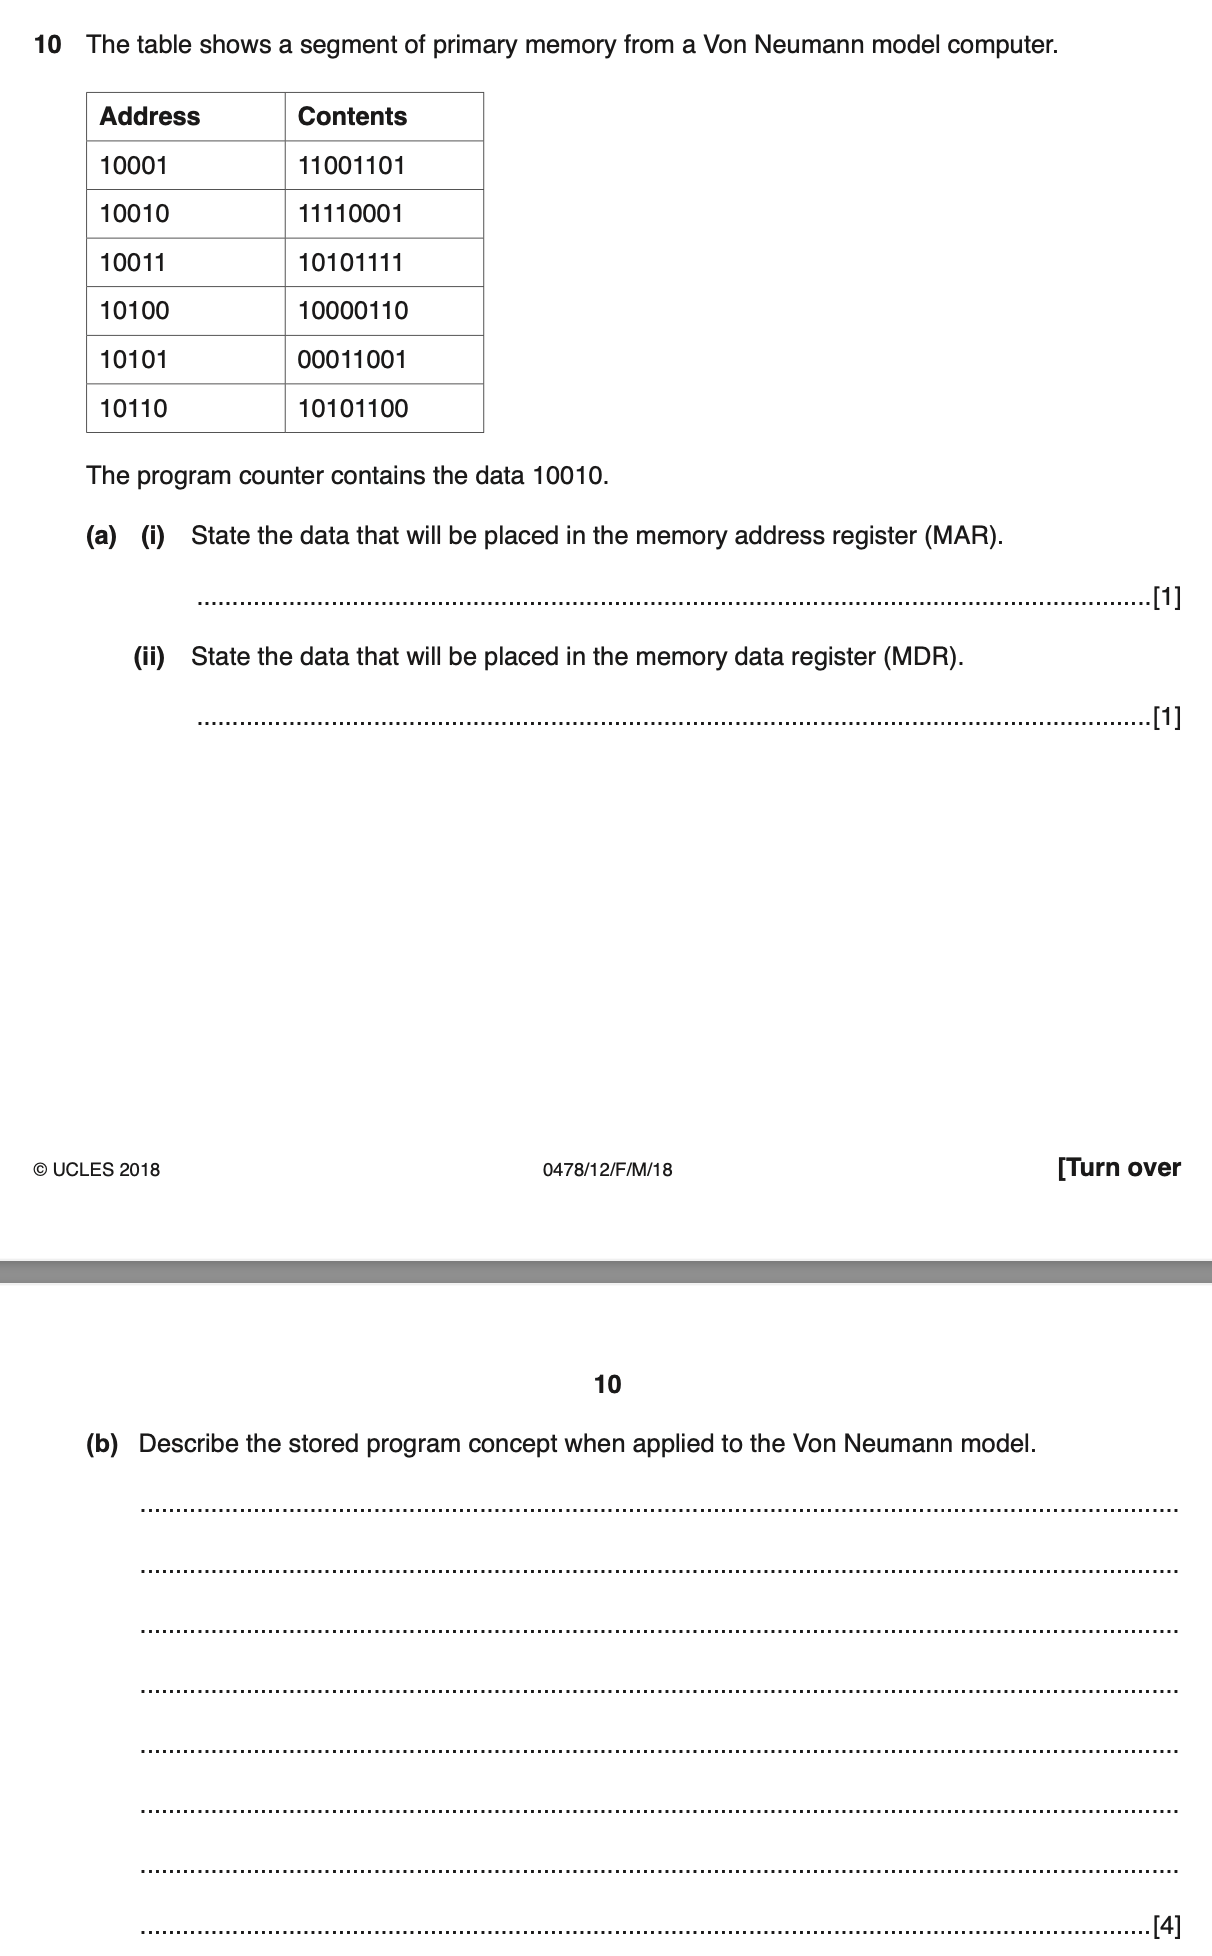 10 The table shows a segment of primary memory from a Von Neumann model computer.
Address Contents
10001 11001101
10010 11110001
10011 10101111
10100 10000110
10101 00011001
10110 10101100
The program counter contains the data 10010.
(a) (i) State the data that will be placed in the memory address register (MAR).
[1]
(ii) State the data that will be placed in the memory data register (MDR).
[1]
© UCLES 2018 0478/12/F/M/18 [Turn over
10
(b) Describe the stored program concept when applied to the Von Neumann model.
[4]